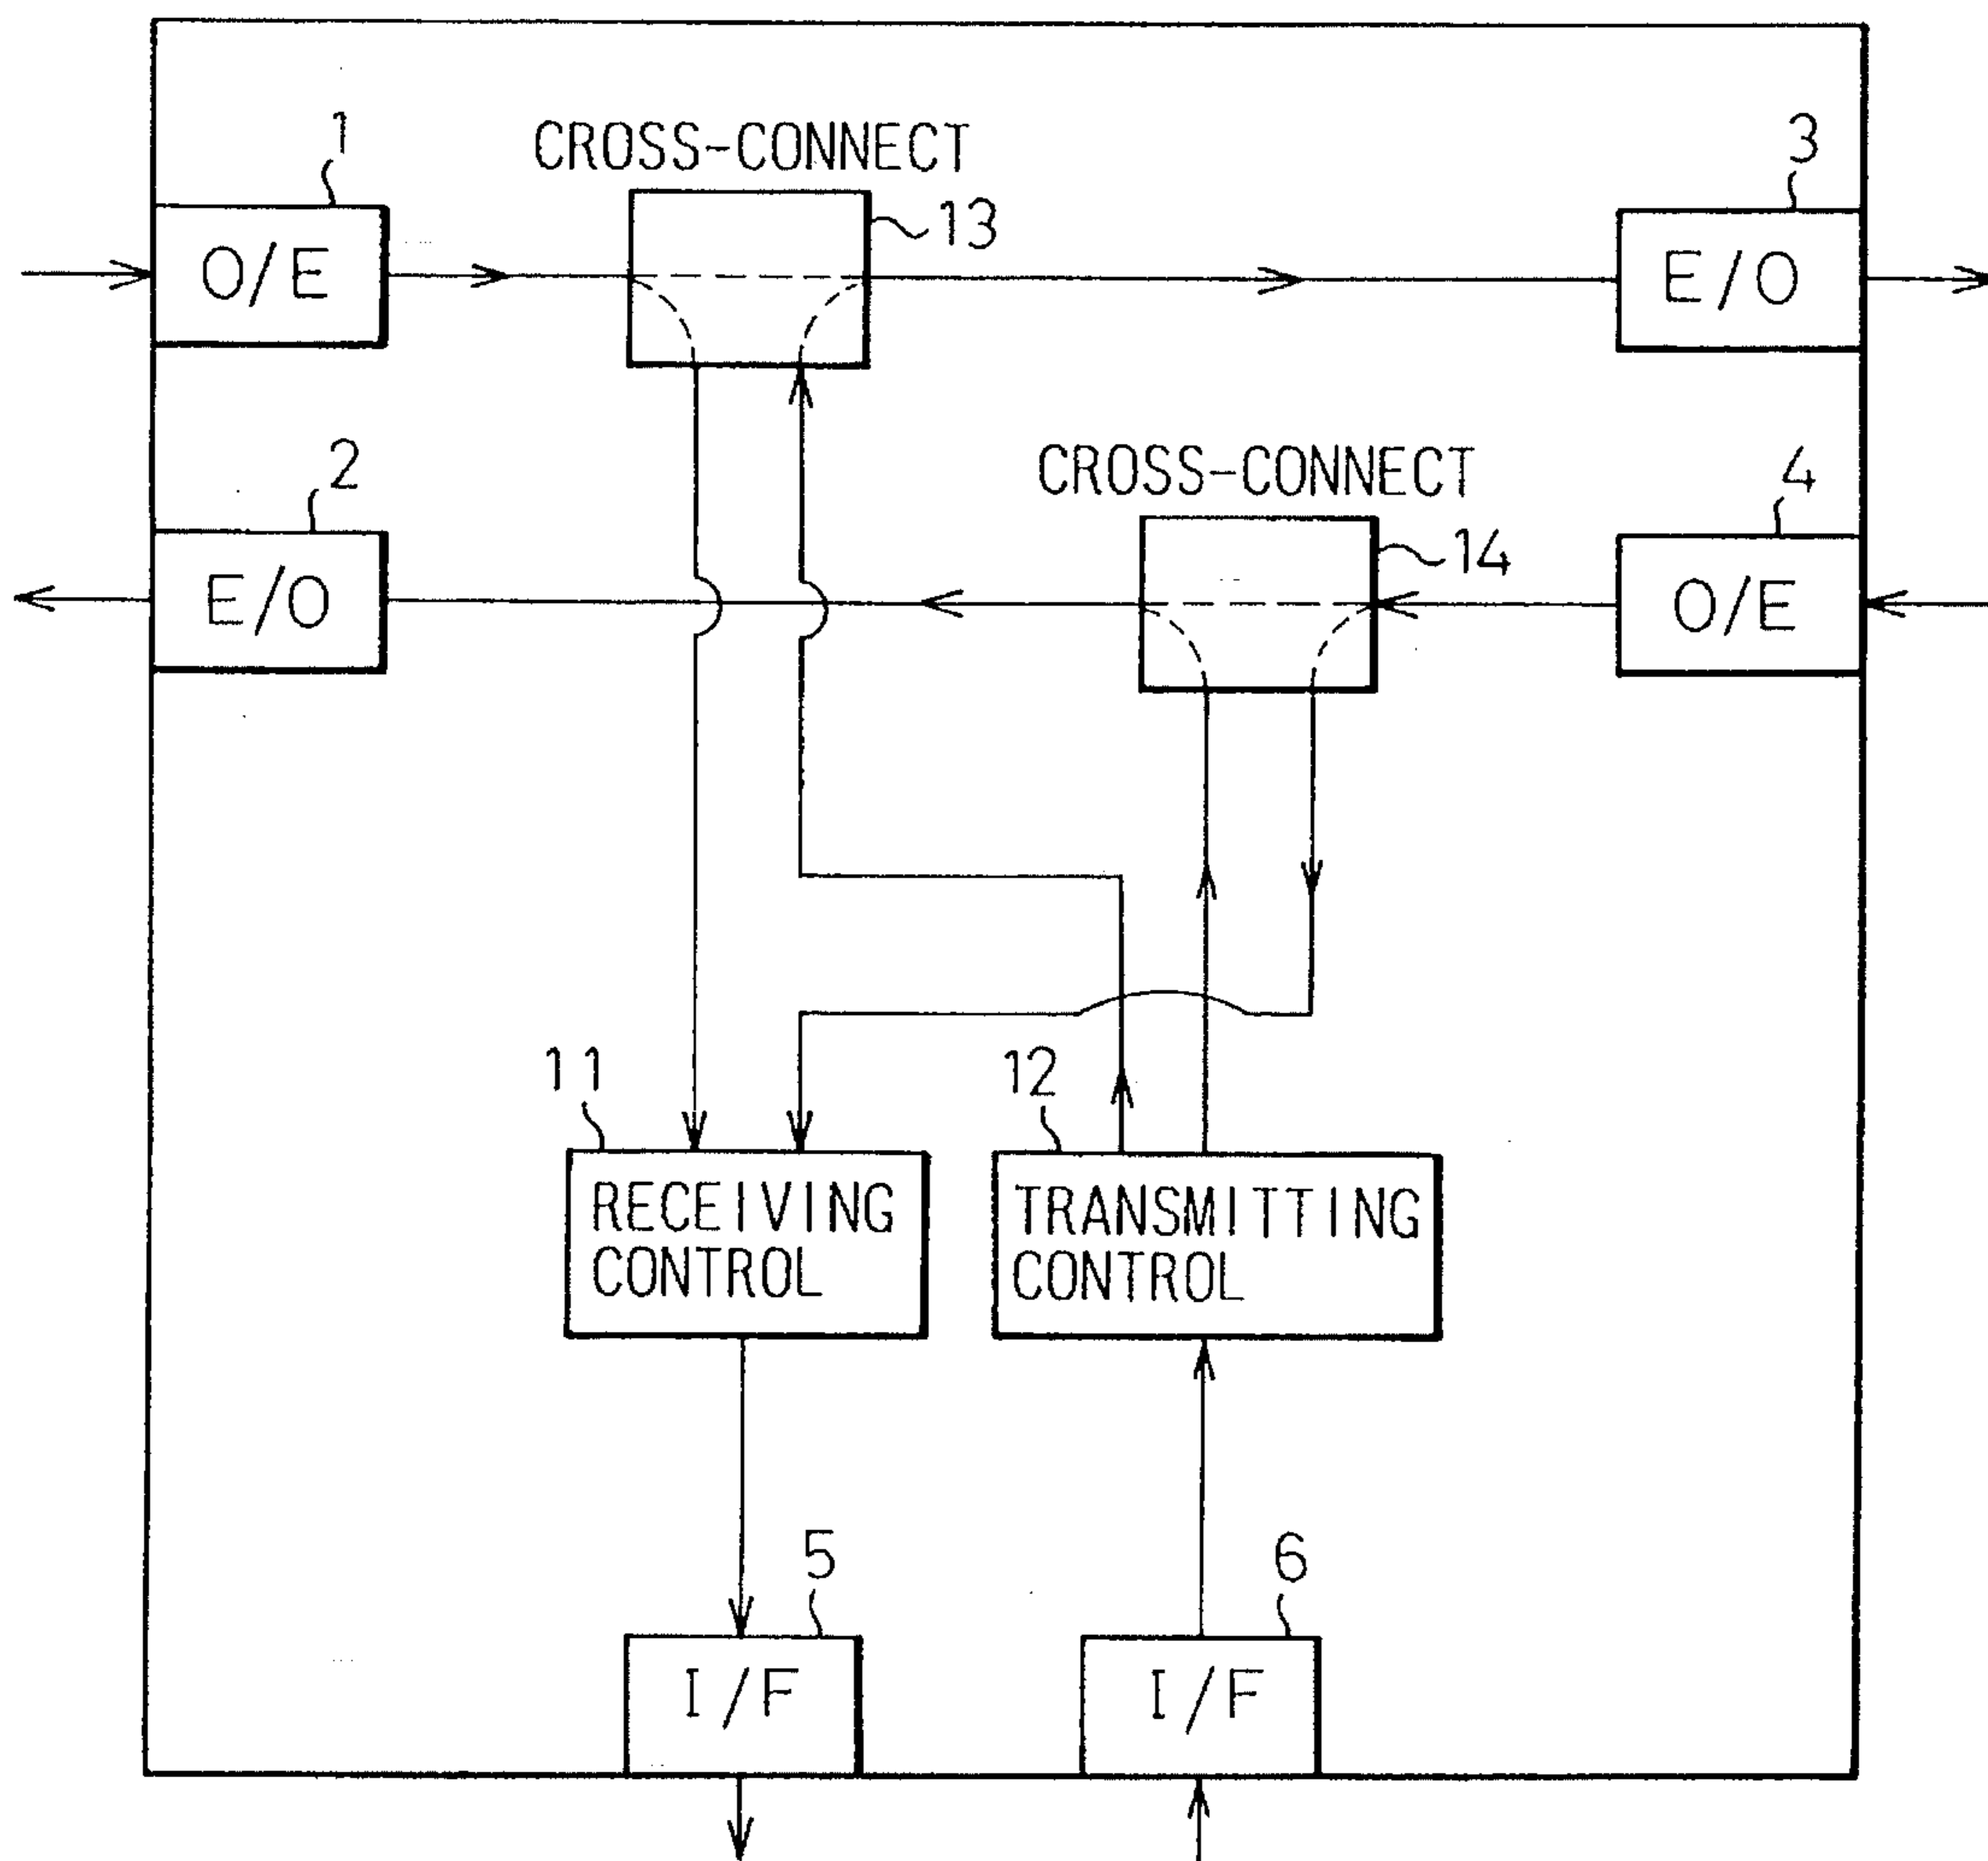 1
CROSS-CONNECT
3
13
O/E
E/O
2
CROSS-CONNECT
4
14
E/O
O/E
11
12
RECEIVING
CONTROL
TRANSMITTING
CONTROL
5
6
I/F
I/F